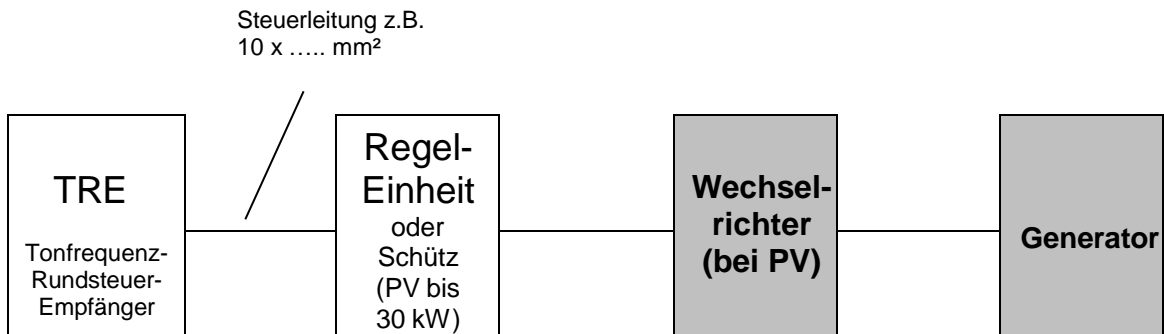 Steuerleitung z.B.
10 x ….. mm²
TRE
Tonfrequenz-
Rundsteuer-
Empfänger
Regel-
Einheit
oder
Schütz
(PV bis
30 kW)
Wechsel-
richter
(bei PV)
Generator